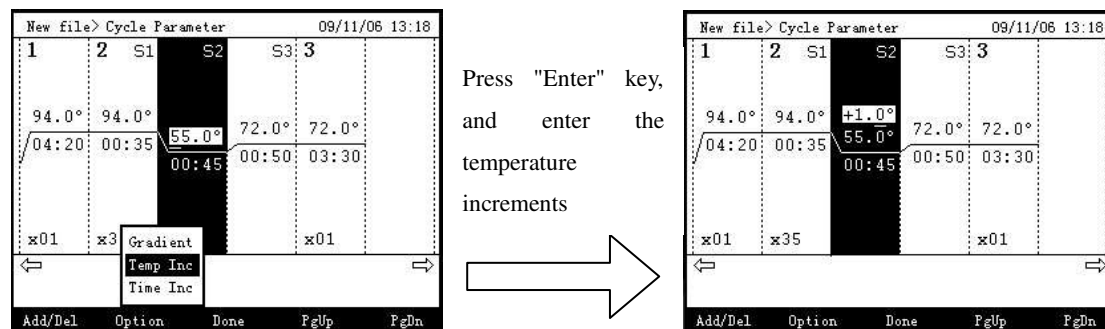 New file> Cycle Parameter 09/11/06 13:18
1 2 S1 S2 S3 3
94.0° 94.0° 55.0° 72.0° 72.0°
04:20 00:35 00:45 00:50 03:30
x01 x3 x01
Gradient
Temp Inc
Time Inc
Add/Del Option Done PgUp PgDn
Press "Enter" key,
and enter the
temperature
increments
New file> Cycle Parameter 09/11/06 13:18
1 2 S1 S2 S3 3
+1.0°
94.0° 94.0° 55.0° 72.0° 72.0°
04:20 00:35 00:45 00:50 03:30
x01 x35 x01
Add/Del Option Done PgUp PgDn